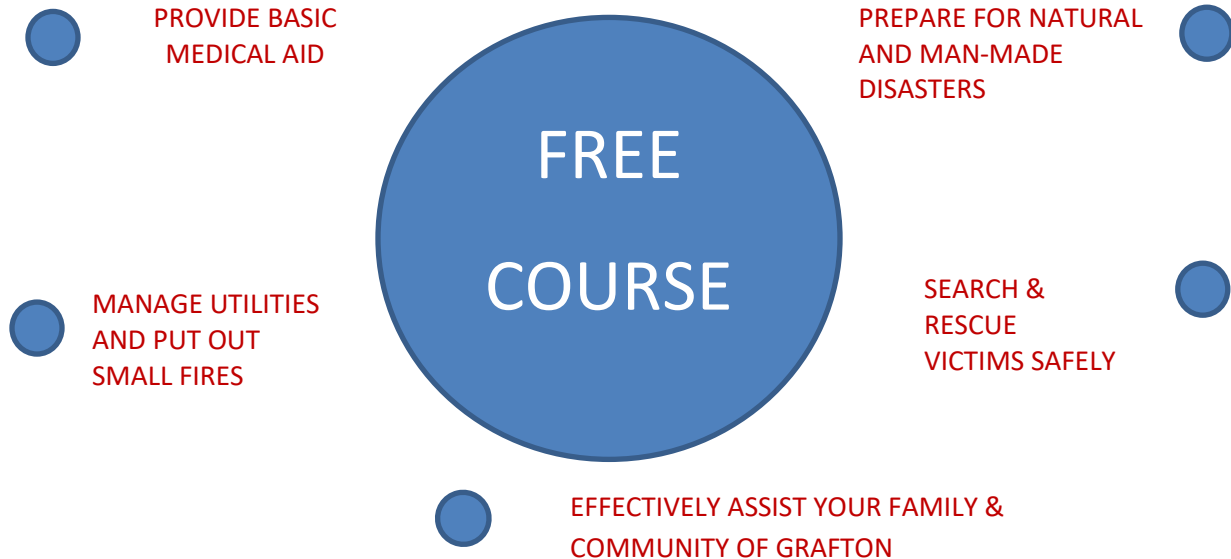 PROVIDE BASIC
MEDICAL AID
PREPARE FOR NATURAL
AND MAN-MADE
DISASTERS
FREE
COURSE
MANAGE UTILITIES
AND PUT OUT
SMALL FIRES
SEARCH &
RESCUE
VICTIMS SAFELY
EFFECTIVELY ASSIST YOUR FAMILY &
COMMUNITY OF GRAFTON